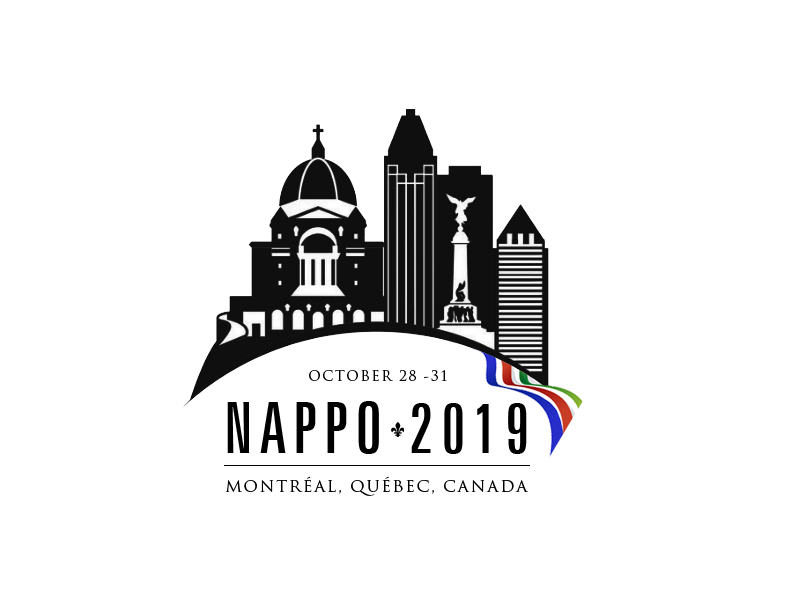 OCTOBER 28 -31
NAPPO ⚜ 2019
MONTRÉAL, QUÉBEC, CANADA